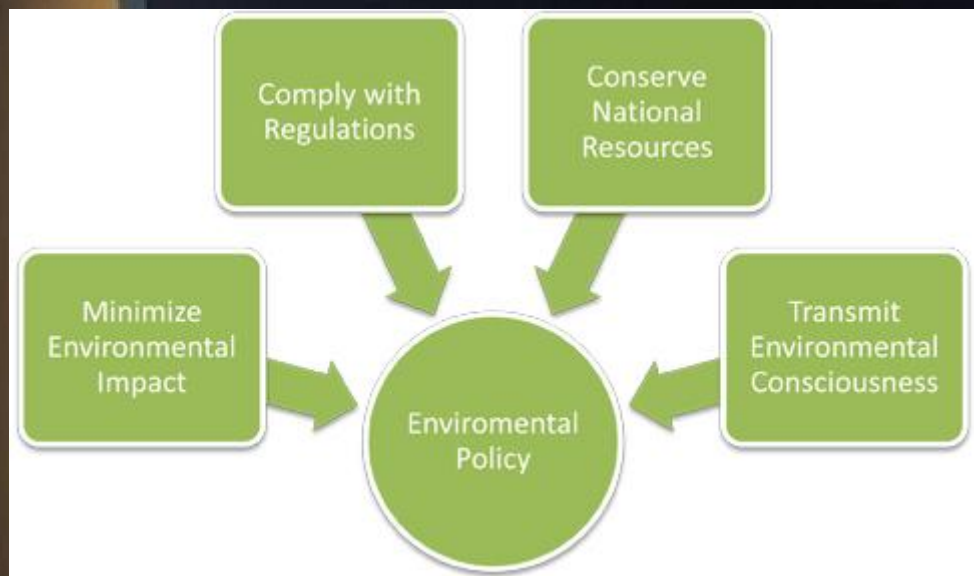 Comply with
Regulations
Conserve
National
Resources
Minimize
Environmental
Impact
Transmit
Environmental
Consciousness
Enviromental
Policy